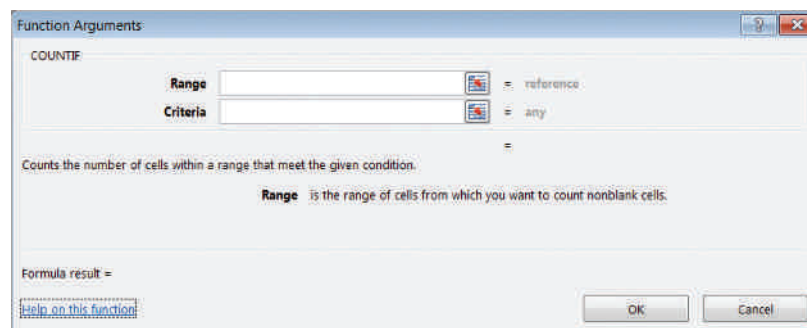 Function Arguments
COUNTIF
Range = reference
Criteria = any
=
Counts the number of cells within a range that meet the given condition.
Range is the range of cells from which you want to count nonblank cells.
Formula result =
Help on this function OK Cancel